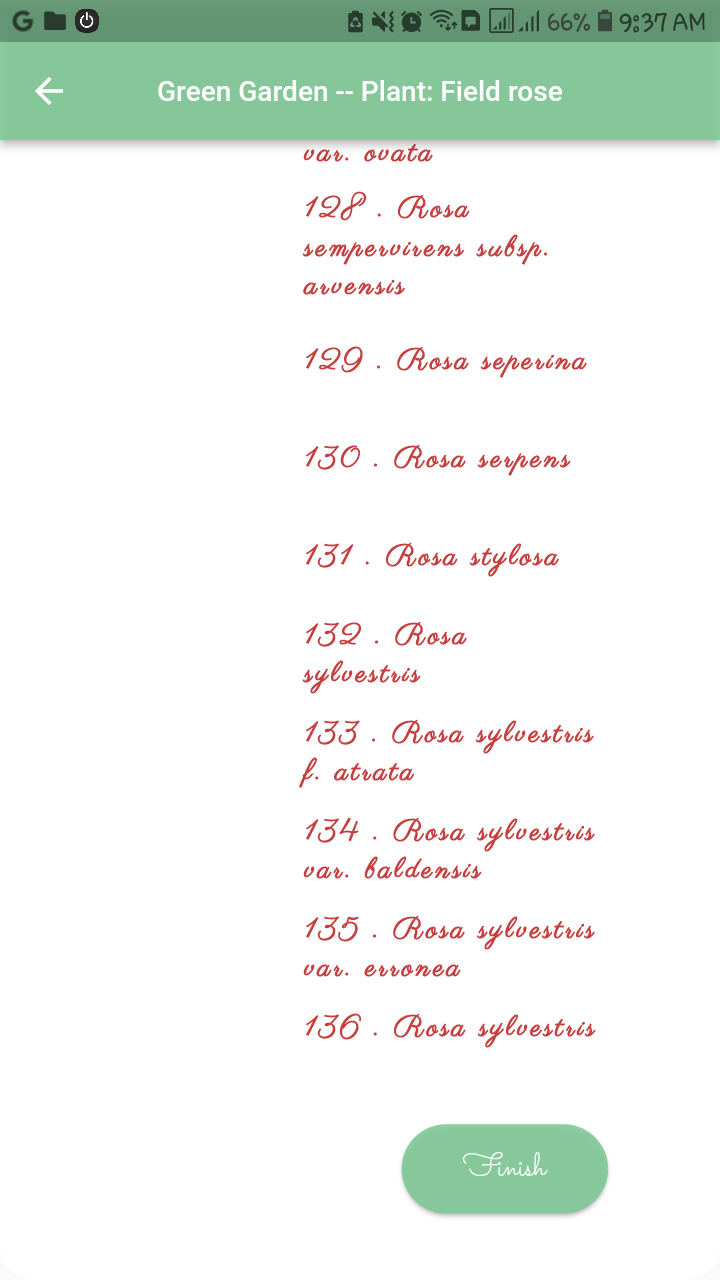 66% 9:37 AM
Green Garden -- Plant: Field rose
var. ovata
128 . Rosa
sempervirens subsp.
arvensis
129 . Rosa seperina
130 . Rosa serpens
131 . Rosa stylosa
132 . Rosa
sylvestris
133 . Rosa sylvestris
f. atrata
134 . Rosa sylvestris
var. baldensis
135 . Rosa sylvestris
var. erronea
136 . Rosa sylvestris
Finish